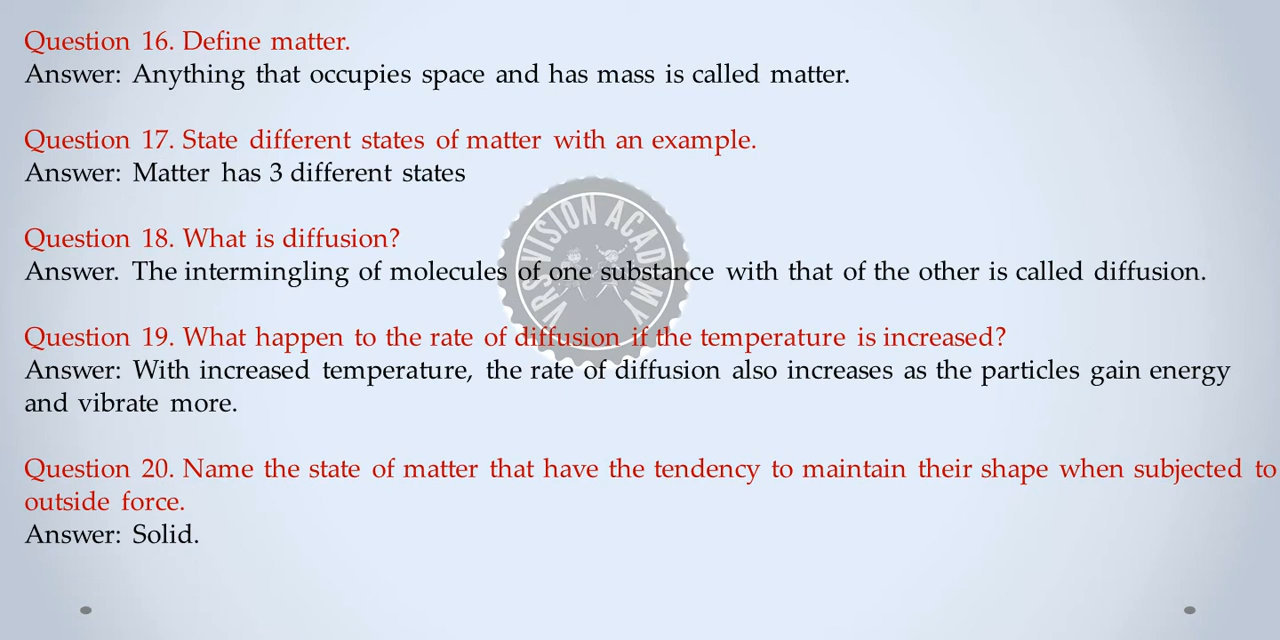 Question 16. Define matter.
Answer: Anything that occupies space and has mass is called matter.
Question 17. State different states of matter with an example.
Answer: Matter has 3 different states
Question 18. What is diffusion?
Answer. The intermingling of molecules of one substance with that of the other is called diffusion.
Question 19. What happen to the rate of diffusion if the temperature is increased?
Answer: With increased temperature, the rate of diffusion also increases as the particles gain energy
and vibrate more.
Question 20. Name the state of matter that have the tendency to maintain their shape when subjected to
outside force.
Answer: Solid.
VRS VISION ACADMY